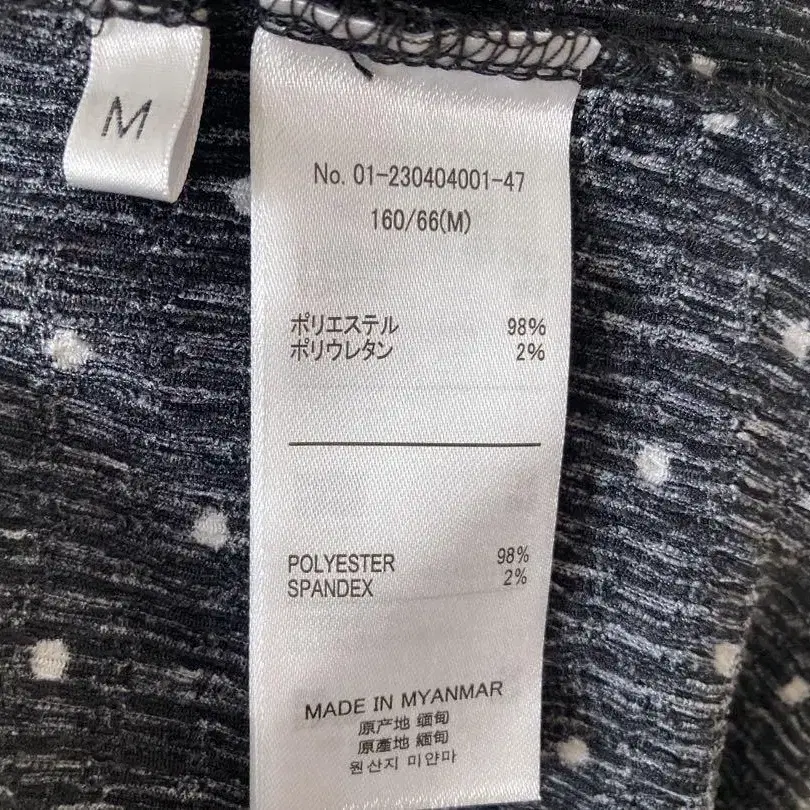 M
No. 01-230404001-47
160/66(M)
ポリエステル 98%
ポリウレタン 2%
POLYESTER 98%
SPANDEX 2%
MADE IN MYANMAR
原产地 缅甸
原產地 緬甸
원산지 미얀마